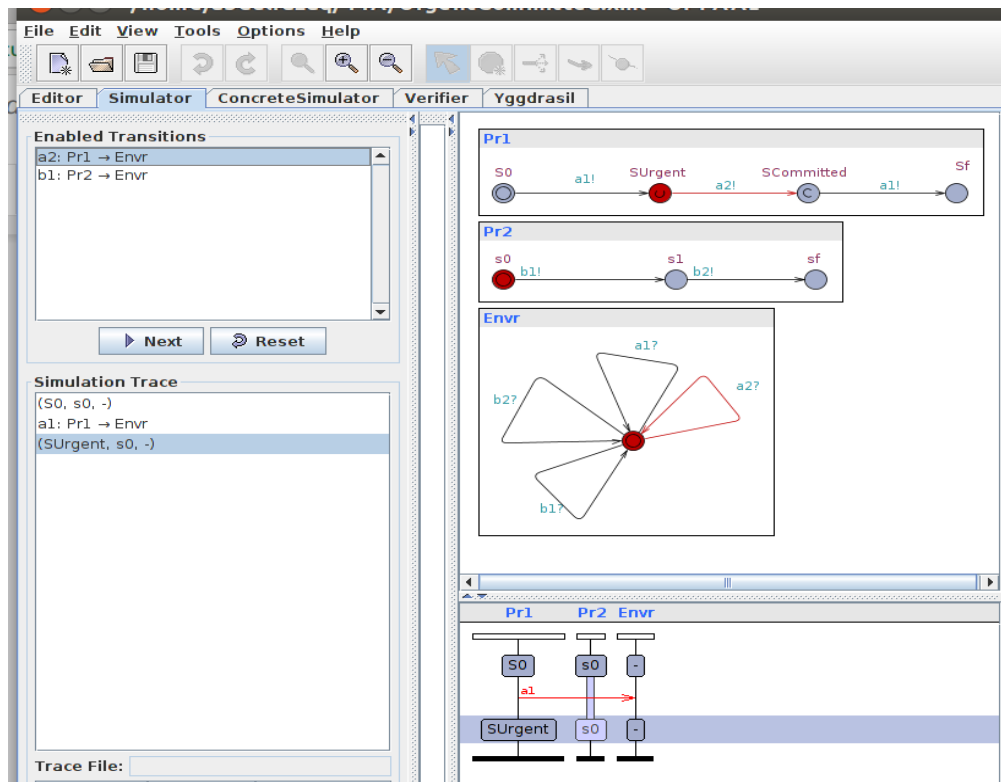 File Edit View Tools Options Help
Editor Simulator ConcreteSimulator Verifier Yggdrasil
Enabled Transitions
a2: Pr1 → Envr
b1: Pr2 → Envr
Next Reset
Simulation Trace
(S0, s0, -)
a1: Pr1 → Envr
(SUrgent, s0, -)
Trace File:
Pr1
S0 SUrgent SCommitted Sf
a1! a2! a1!
U C
Pr2
s0 s1 sf
b1! b2!
Envr
a1?
a2?
b2?
b1?
Pr1 Pr2 Envr
S0 s0 -
a1
SUrgent s0 -